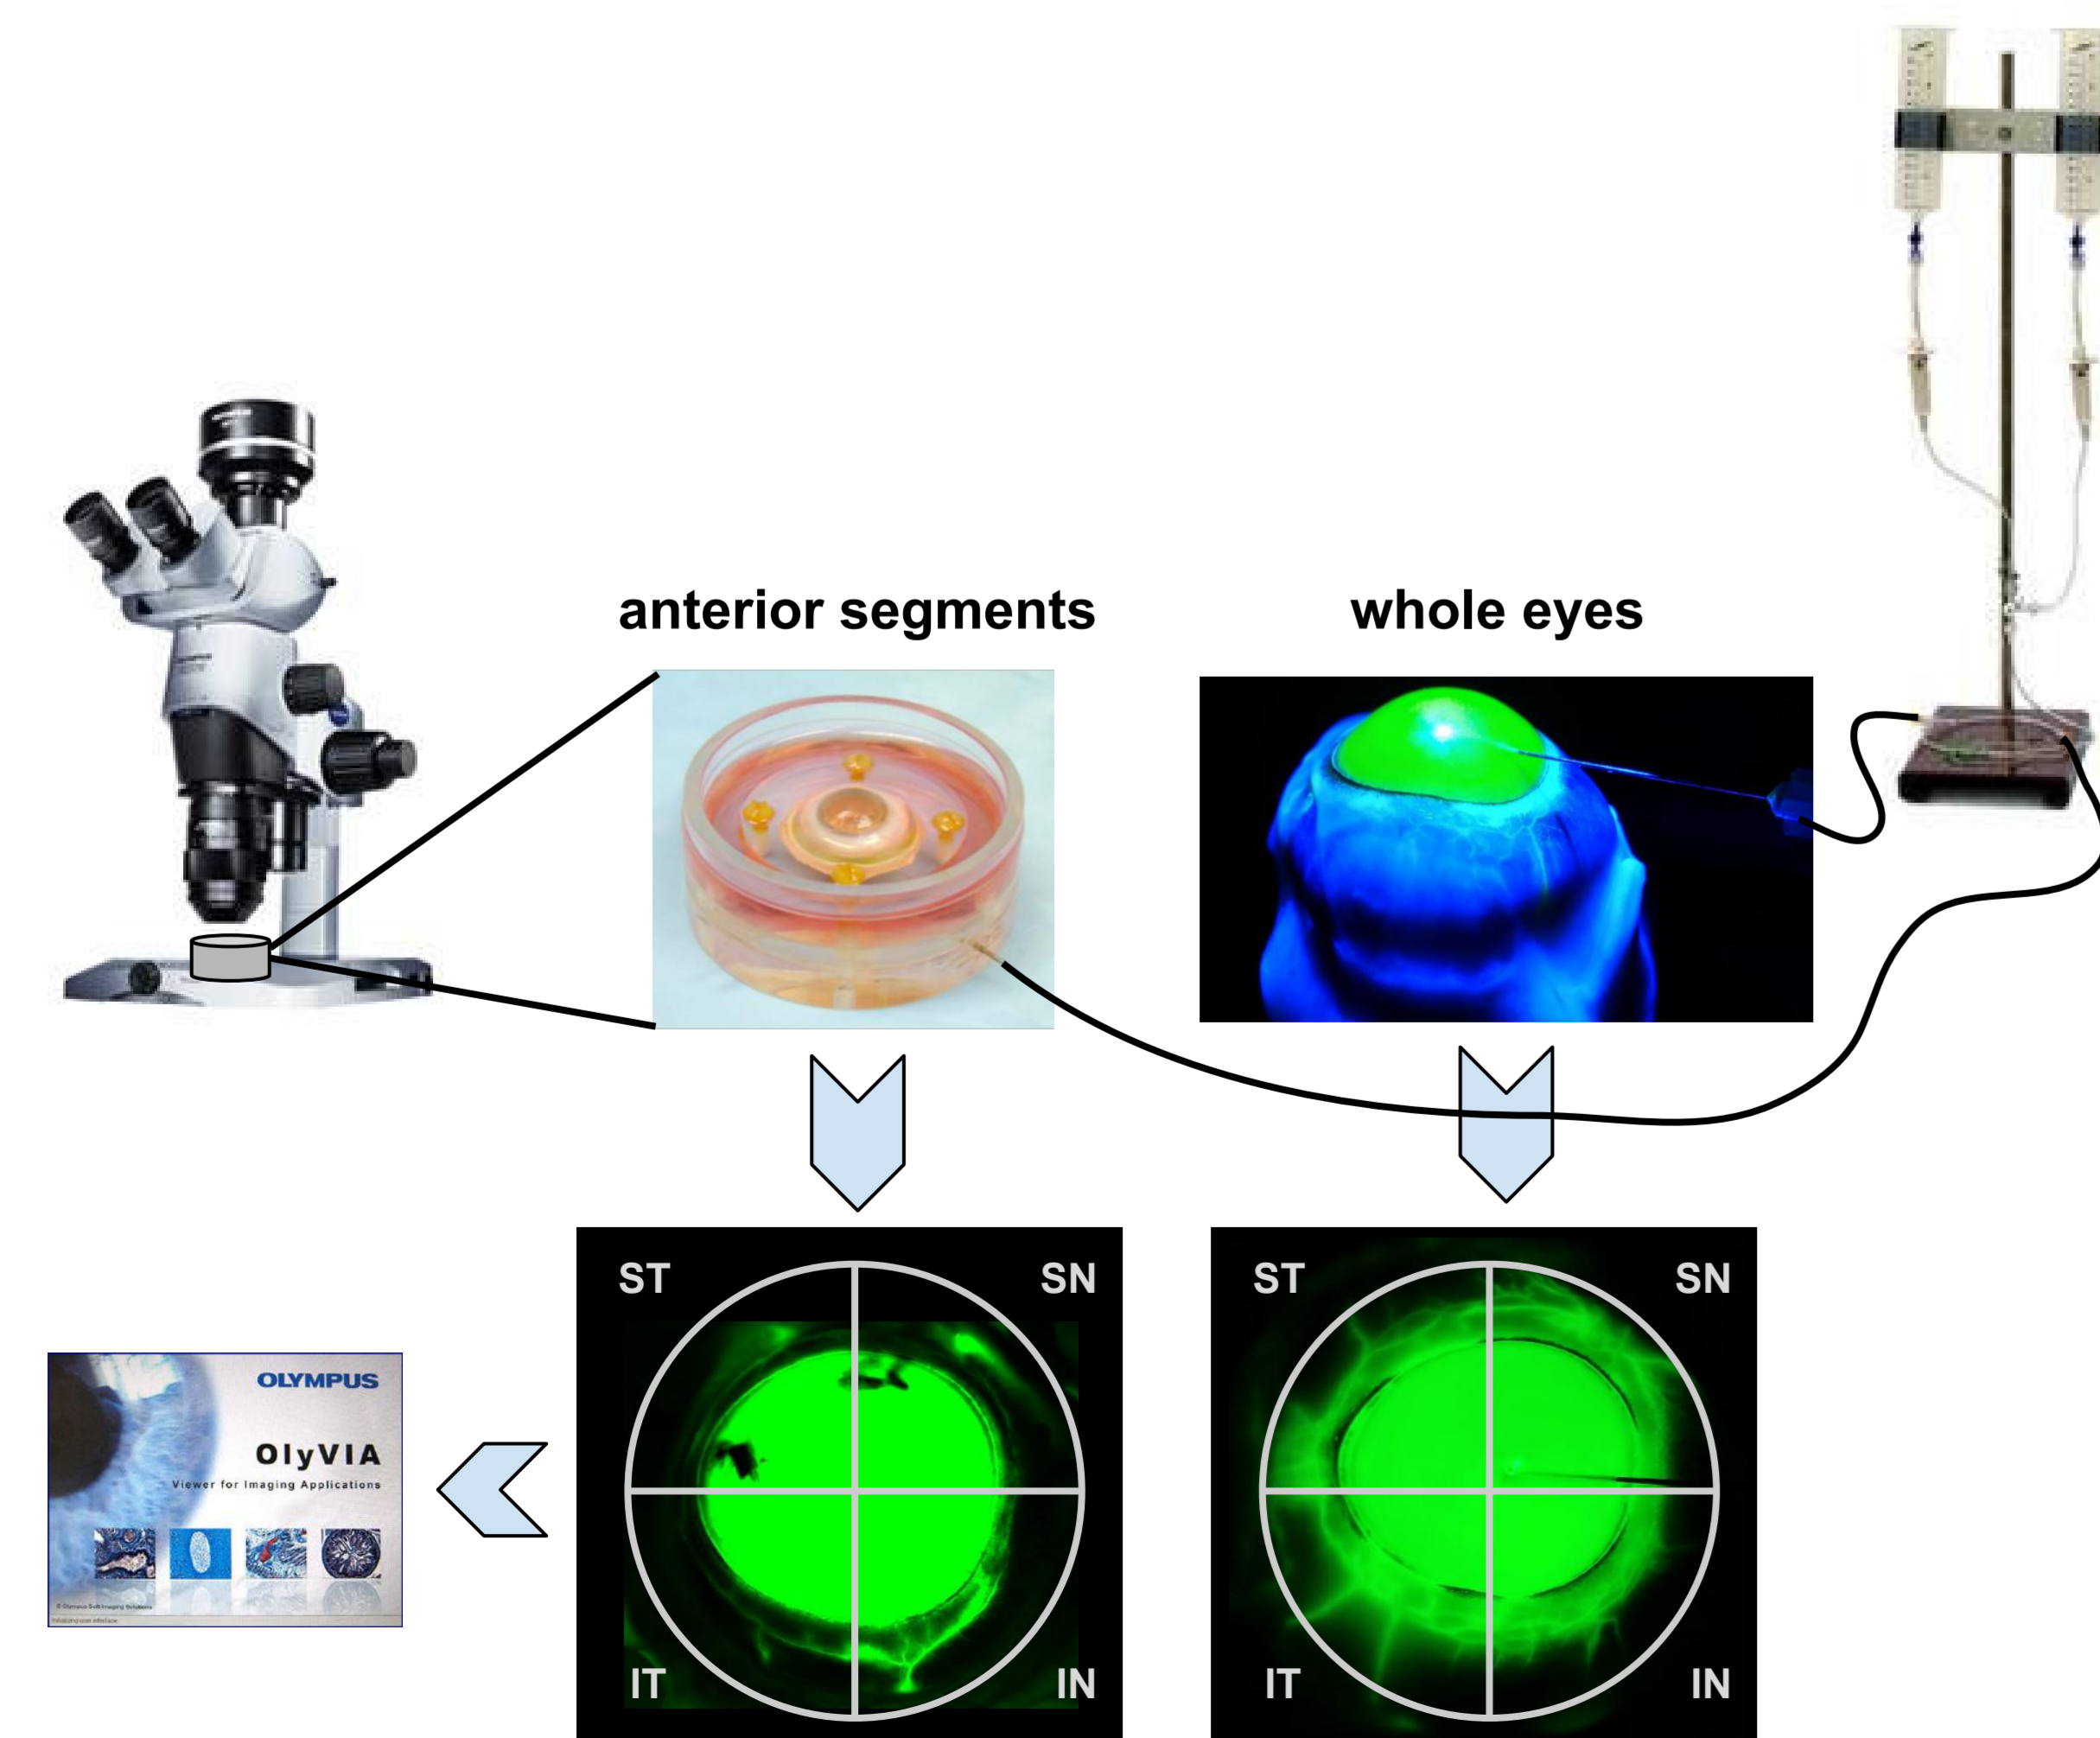 anterior segments
whole eyes
ST
SN
IT
IN
ST
SN
IT
IN
OLYMPUS
OlyVIA
Viewer for Imaging Applications